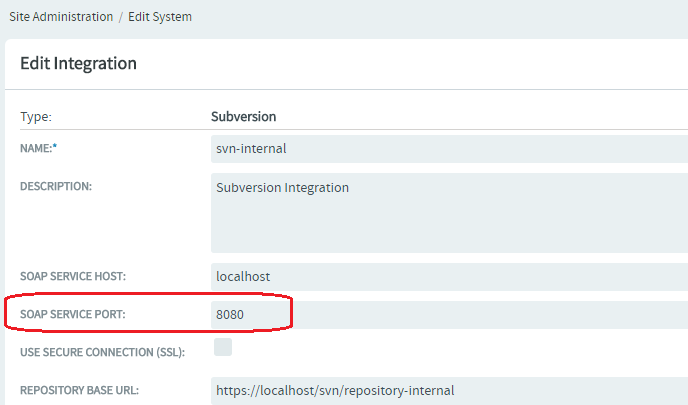 Site Administration / Edit System
Edit Integration
Type: Subversion
NAME:* svn-internal
DESCRIPTION: Subversion Integration
SOAP SERVICE HOST: localhost
SOAP SERVICE PORT: 8080
USE SECURE CONNECTION (SSL):
REPOSITORY BASE URL: https://localhost/svn/repository-internal